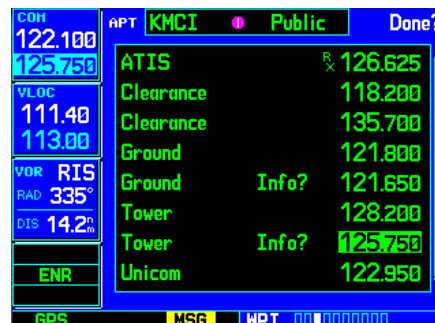 COM
122.100
125.750
VLOC
111.40
113.00
VOR RIS
RAD 335°
DIS 14.2 nm
ENR
GPS MSG WPT
APT KMCI Public Done?
ATIS Rx 126.625
Clearance 118.200
Clearance 135.700
Ground 121.800
Ground Info? 121.650
Tower 128.200
Tower Info? 125.750
Unicom 122.950